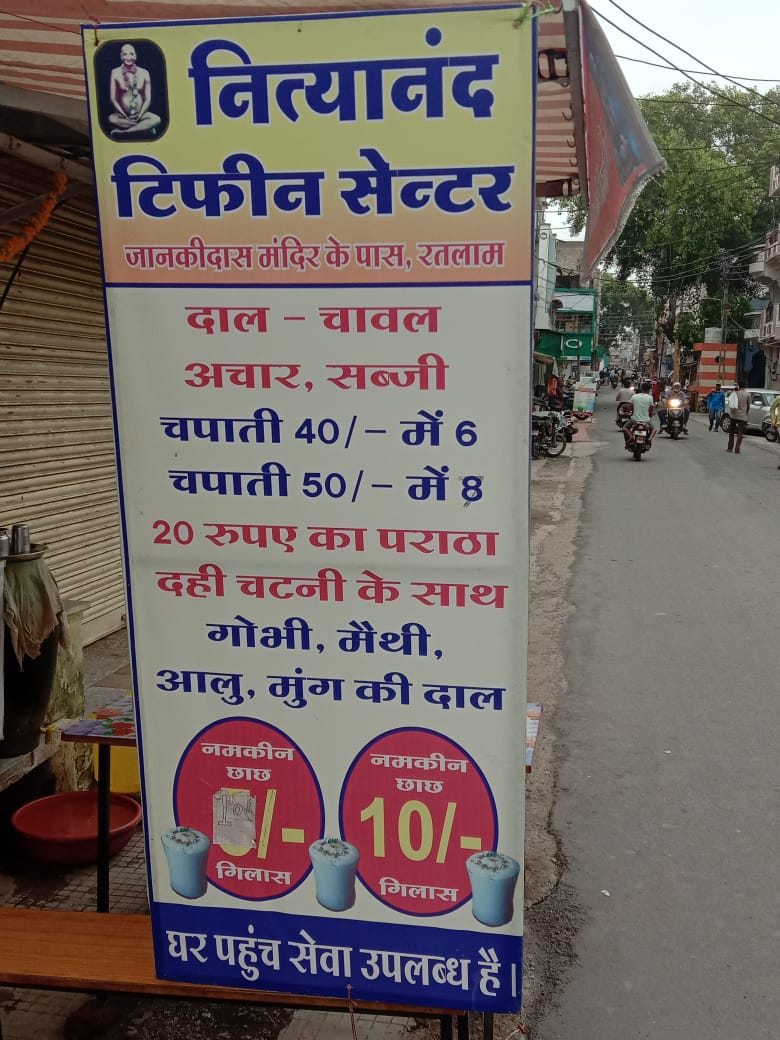 नित्यानंद
टिफीन सेन्टर
जानकीदास मंदिर के पास, रतलाम
दाल – चावल
अचार, सब्जी
चपाती 40/– में 6
चपाती 50/– में 8
20 रुपए का पराठा
दही चटनी के साथ
गोभी, मैथी,
आलु, मुंग की दाल
नमकीन
छाछ
/-
गिलास
नमकीन
छाछ
10/-
गिलास
घर पहुंच सेवा उपलब्ध है।